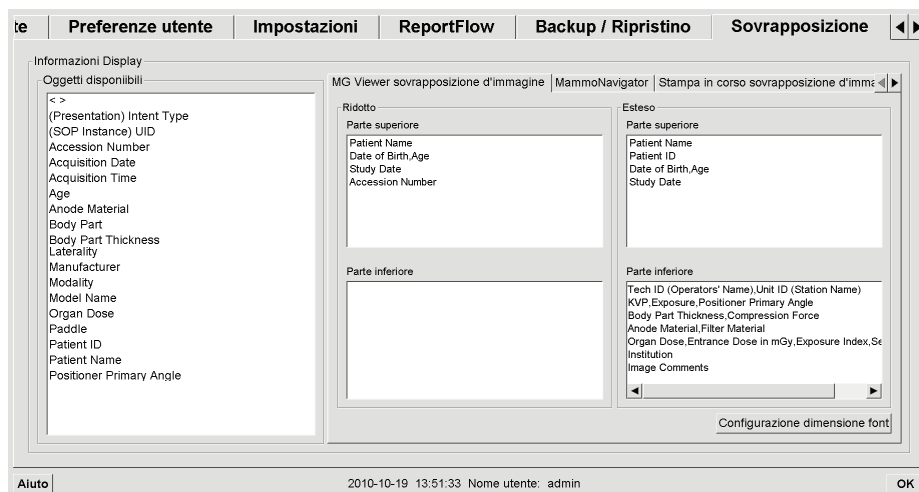 te Preferenze utente Impostazioni ReportFlow Backup / Ripristino Sovrapposizione
Informazioni Display
Oggetti disponiibili
< >
(Presentation) Intent Type
(SOP Instance) UID
Accession Number
Acquisition Date
Acquisition Time
Age
Anode Material
Body Part
Body Part Thickness
Laterality
Manufacturer
Modality
Model Name
Organ Dose
Paddle
Patient ID
Patient Name
Positioner Primary Angle
MG Viewer sovrapposizione d'immagine MammoNavigator Stampa in corso sovrapposizione d'imma
Ridotto
Parte superiore
Patient Name
Date of Birth,Age
Study Date
Accession Number
Parte inferiore
Esteso
Parte superiore
Patient Name
Patient ID
Date of Birth,Age
Study Date
Parte inferiore
Tech ID (Operators' Name),Unit ID (Station Name)
KVP,Exposure,Positioner Primary Angle
Body Part Thickness,Compression Force
Anode Material,Filter Material
Organ Dose,Entrance Dose in mGy,Exposure Index,Se
Institution
Image Comments
Configurazione dimensione font
Aiuto 2010-10-19 13:51:33 Nome utente: admin OK